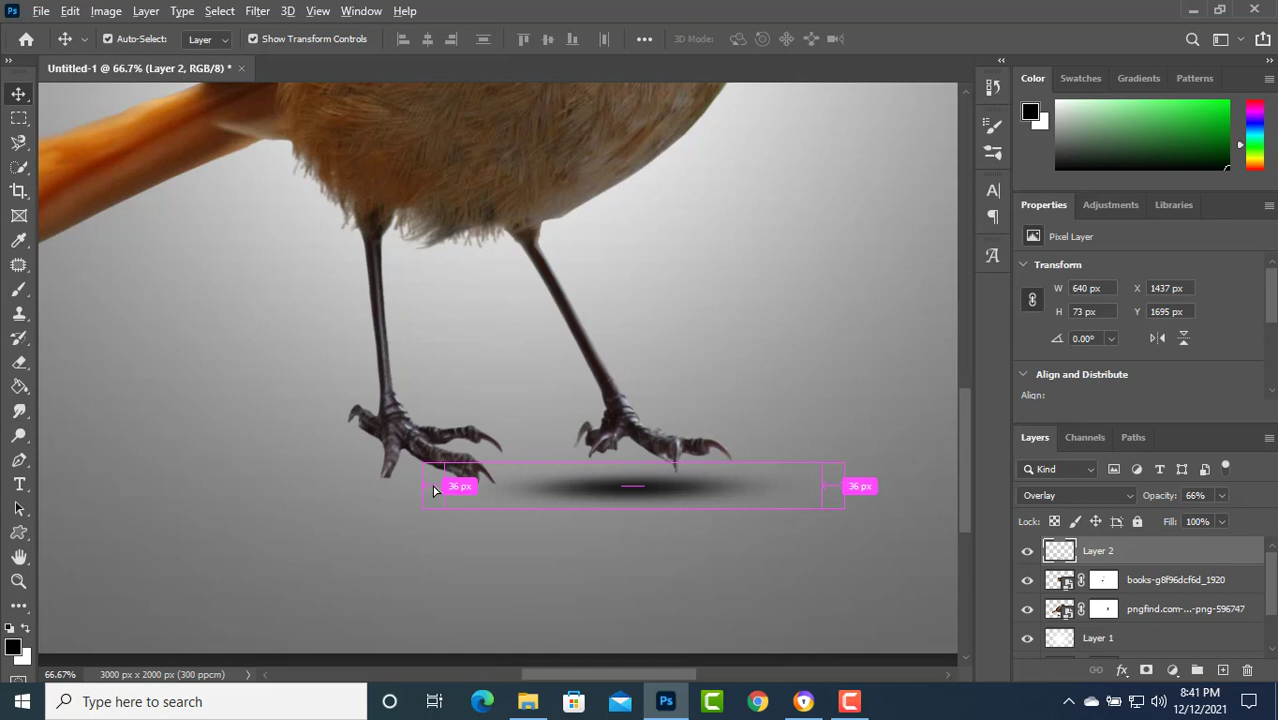 Ps File Edit Image Layer Type Select Filter 3D View Window Help
Auto-Select: Layer Show Transform Controls 3D Mode:
Untitled-1 @ 66.7% (Layer 2, RGB/8) *
Color Swatches Gradients Patterns
Properties Adjustments Libraries
Pixel Layer
Transform
W 640 px X 1437 px
H 73 px Y 1695 px
0.00°
Align and Distribute
Align:
Layers Channels Paths
Kind
Overlay Opacity: 66%
Lock: Fill: 100%
Layer 2
books-g8f96dcf6d_1920
pngfind.com-...-png-596747
Layer 1
36 px 36 px
66.67% 3000 px x 2000 px (300 ppcm)
Type here to search
Ps
8:41 PM
12/12/2021